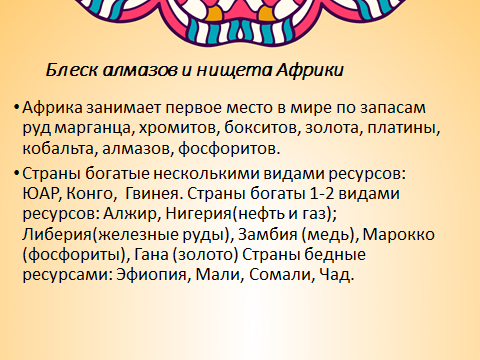 Блеск алмазов и нищета Африки
• Африка занимает первое место в мире по запасам
руд марганца, хромитов, бокситов, золота, платины,
кобальта, алмазов, фосфоритов.
• Страны богатые несколькими видами ресурсов:
ЮАР, Конго,  Гвинея. Страны богаты 1-2 видами
ресурсов: Алжир, Нигерия(нефть и газ);
Либерия(железные руды), Замбия (медь), Марокко
(фосфориты), Гана (золото) Страны бедные
ресурсами: Эфиопия, Мали, Сомали, Чад.